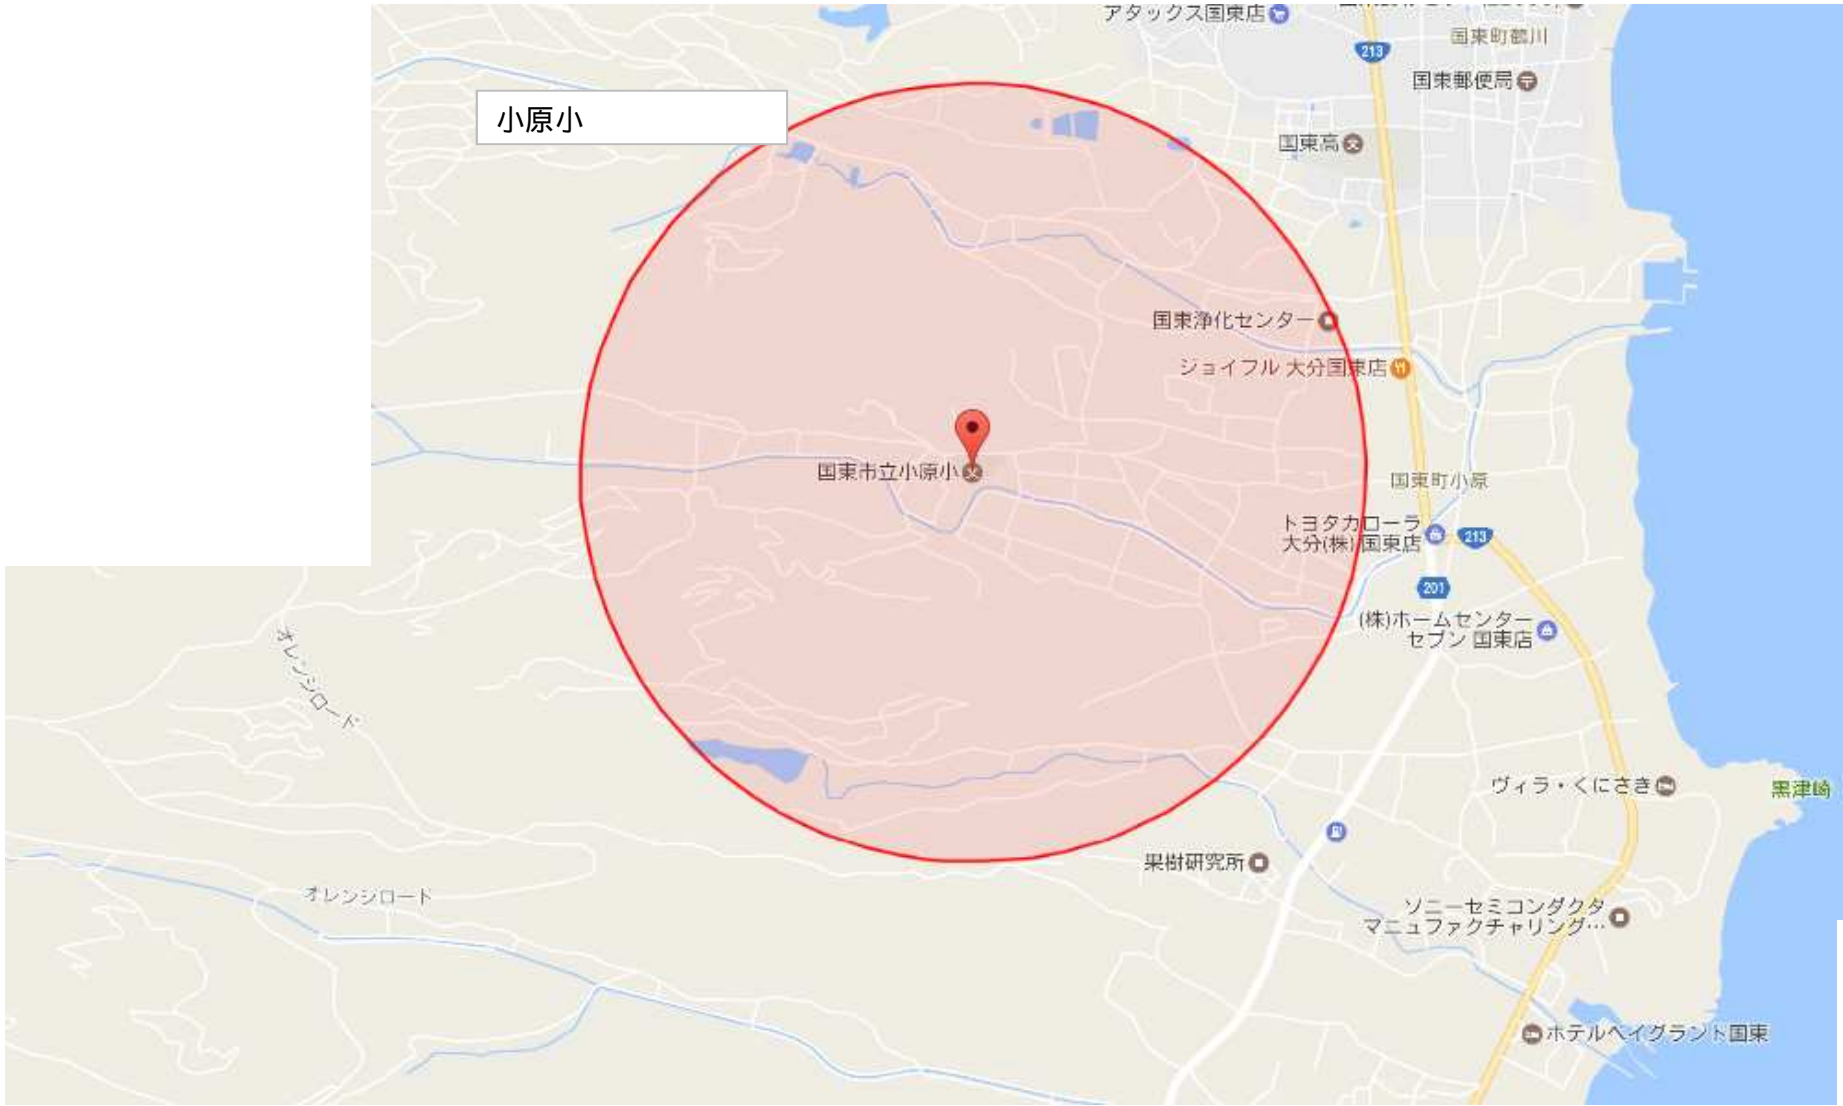 アタックス国東店
213
国東町鶴川
国東郵便局
小原小
国東高
国東浄化センター
ジョイフル 大分国東店
国東市立小原小
国東町小原
トヨタカローラ
大分(株) 国東店
213
201
(株)ホームセンター
セブン 国東店
オレンジロード
ヴィラ・くにさき
黒津崎
果樹研究所
オレンジロード
ソニーセミコンダクタ
マニュファクチャリング…
ホテルベイグランド国東